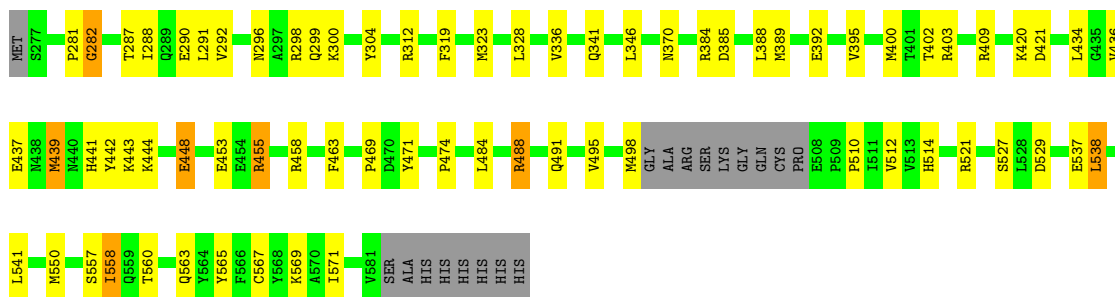 MET S277 P281 G282 T287 I288 Q289 E290 L291 V292 N296 A297 R298 Q299 K300 Y304 R312 F319 M323 L328 V336 Q341 L346 N370 R384 D385 L388 M389 E392 V395 M400 T401 T402 R403 R409 K420 D421 L434 G435 V436
E437 N438 M439 N440 H441 Y442 K443 K444 E448 E453 E454 R455 R458 F463 P469 D470 Y471 P474 L484 R488 Q491 V495 M498 GLY ALA ARG SER LYS GLY GLN CYS PRO E508 P509 P510 I511 V512 V513 H514 R521 S527 L528 D529 E537 L538
L541 M550 S557 I558 Q559 T560 Q563 Y564 Y565 F566 C567 Y568 K569 A570 I571 V581 SER ALA HIS HIS HIS HIS HIS HIS